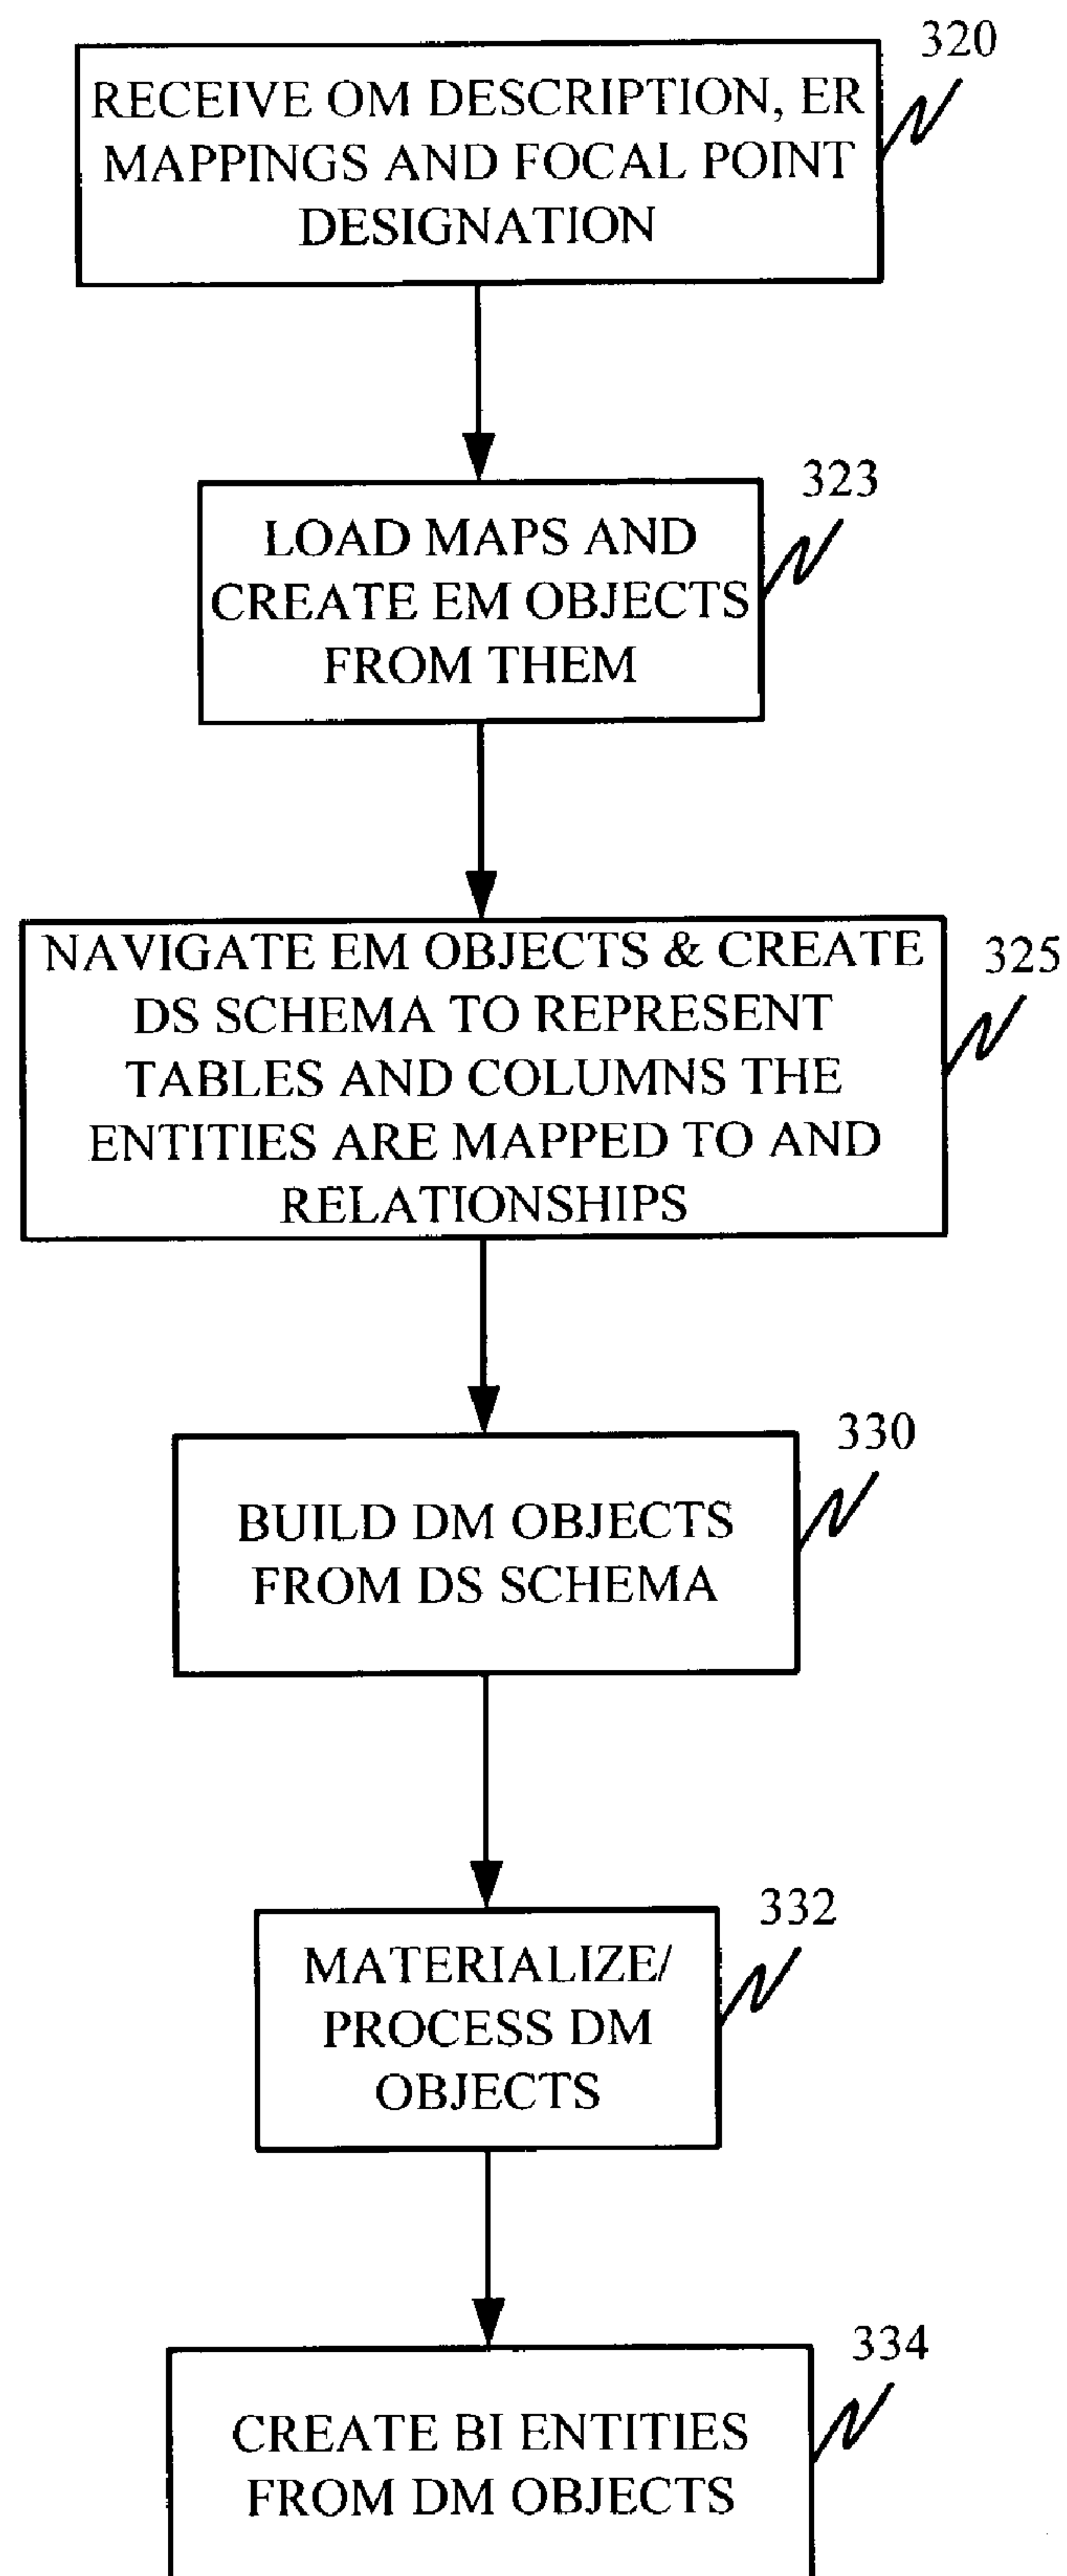 320
RECEIVE OM DESCRIPTION, ER
MAPPINGS AND FOCAL POINT
DESIGNATION
323
LOAD MAPS AND
CREATE EM OBJECTS
FROM THEM
325
NAVIGATE EM OBJECTS & CREATE
DS SCHEMA TO REPRESENT
TABLES AND COLUMNS THE
ENTITIES ARE MAPPED TO AND
RELATIONSHIPS
330
BUILD DM OBJECTS
FROM DS SCHEMA
332
MATERIALIZE/
PROCESS DM
OBJECTS
334
CREATE BI ENTITIES
FROM DM OBJECTS